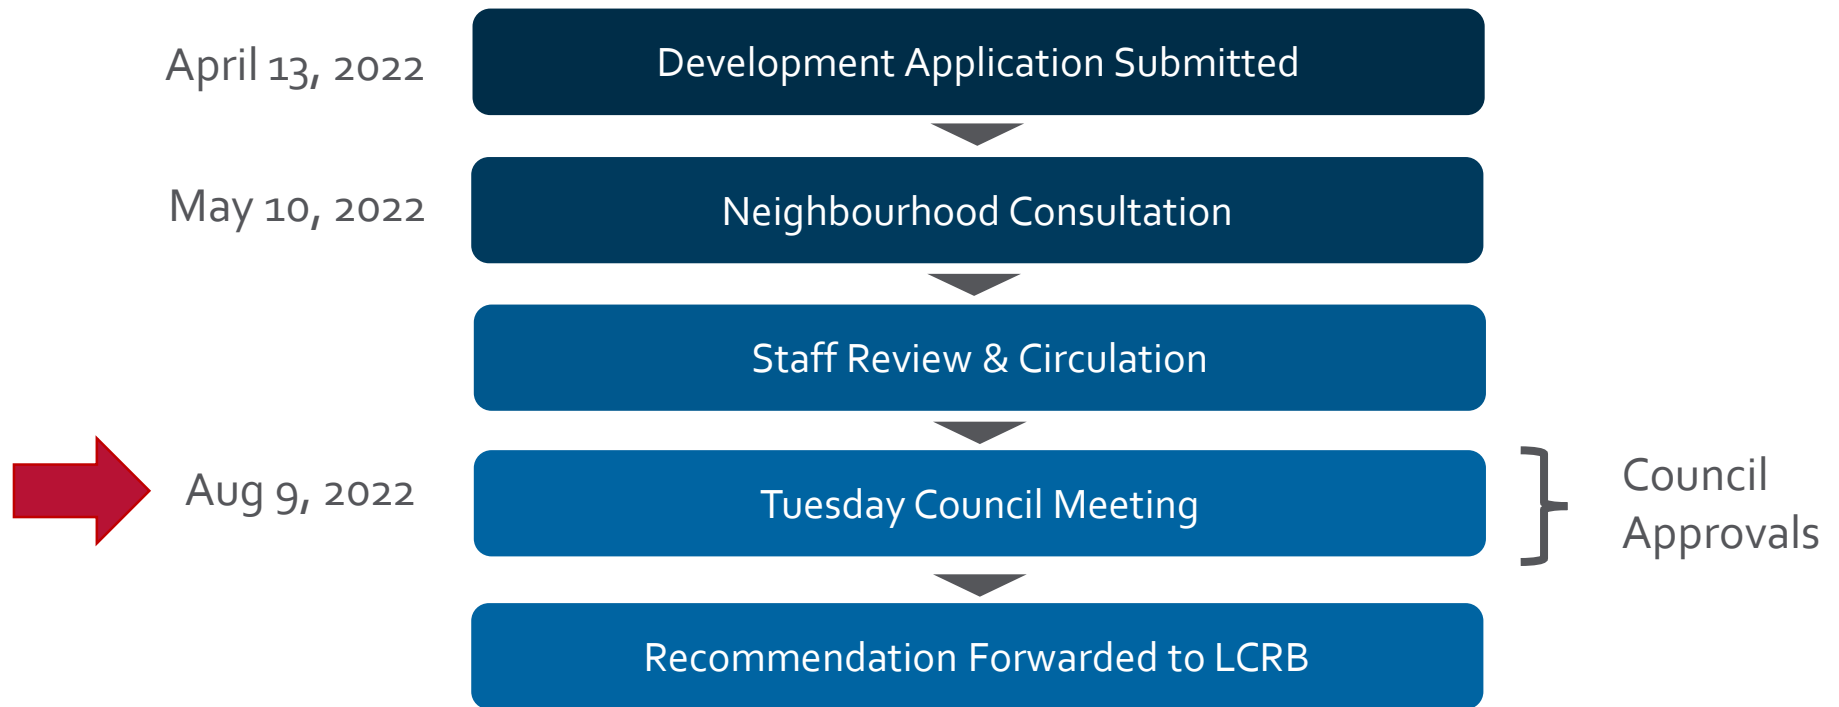 April 13, 2022
Development Application Submitted
May 10, 2022
Neighbourhood Consultation
Staff Review & Circulation
Aug 9, 2022
Tuesday Council Meeting
Council
Approvals
Recommendation Forwarded to LCRB